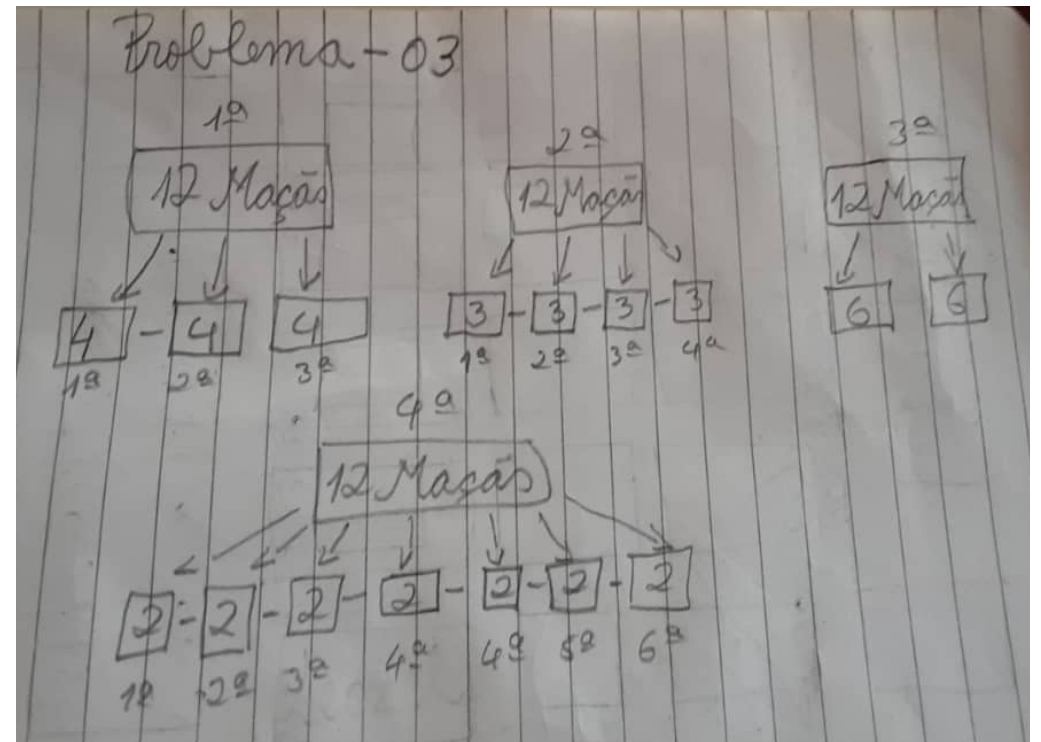 Problema - 03
1ª
12 Maçãs
4 - 4 4
1ª 2ª 3ª
2ª
12 Maçãs
3 - 3 - 3 - 3
1ª 2ª 3ª 4ª
3ª
12 Maçãs
6 6
4ª
12 Maçãs
2 - 2 - 2 - 2 - 2 - 2 - 2
1ª 2ª 3ª 4ª 4ª 5ª 6ª